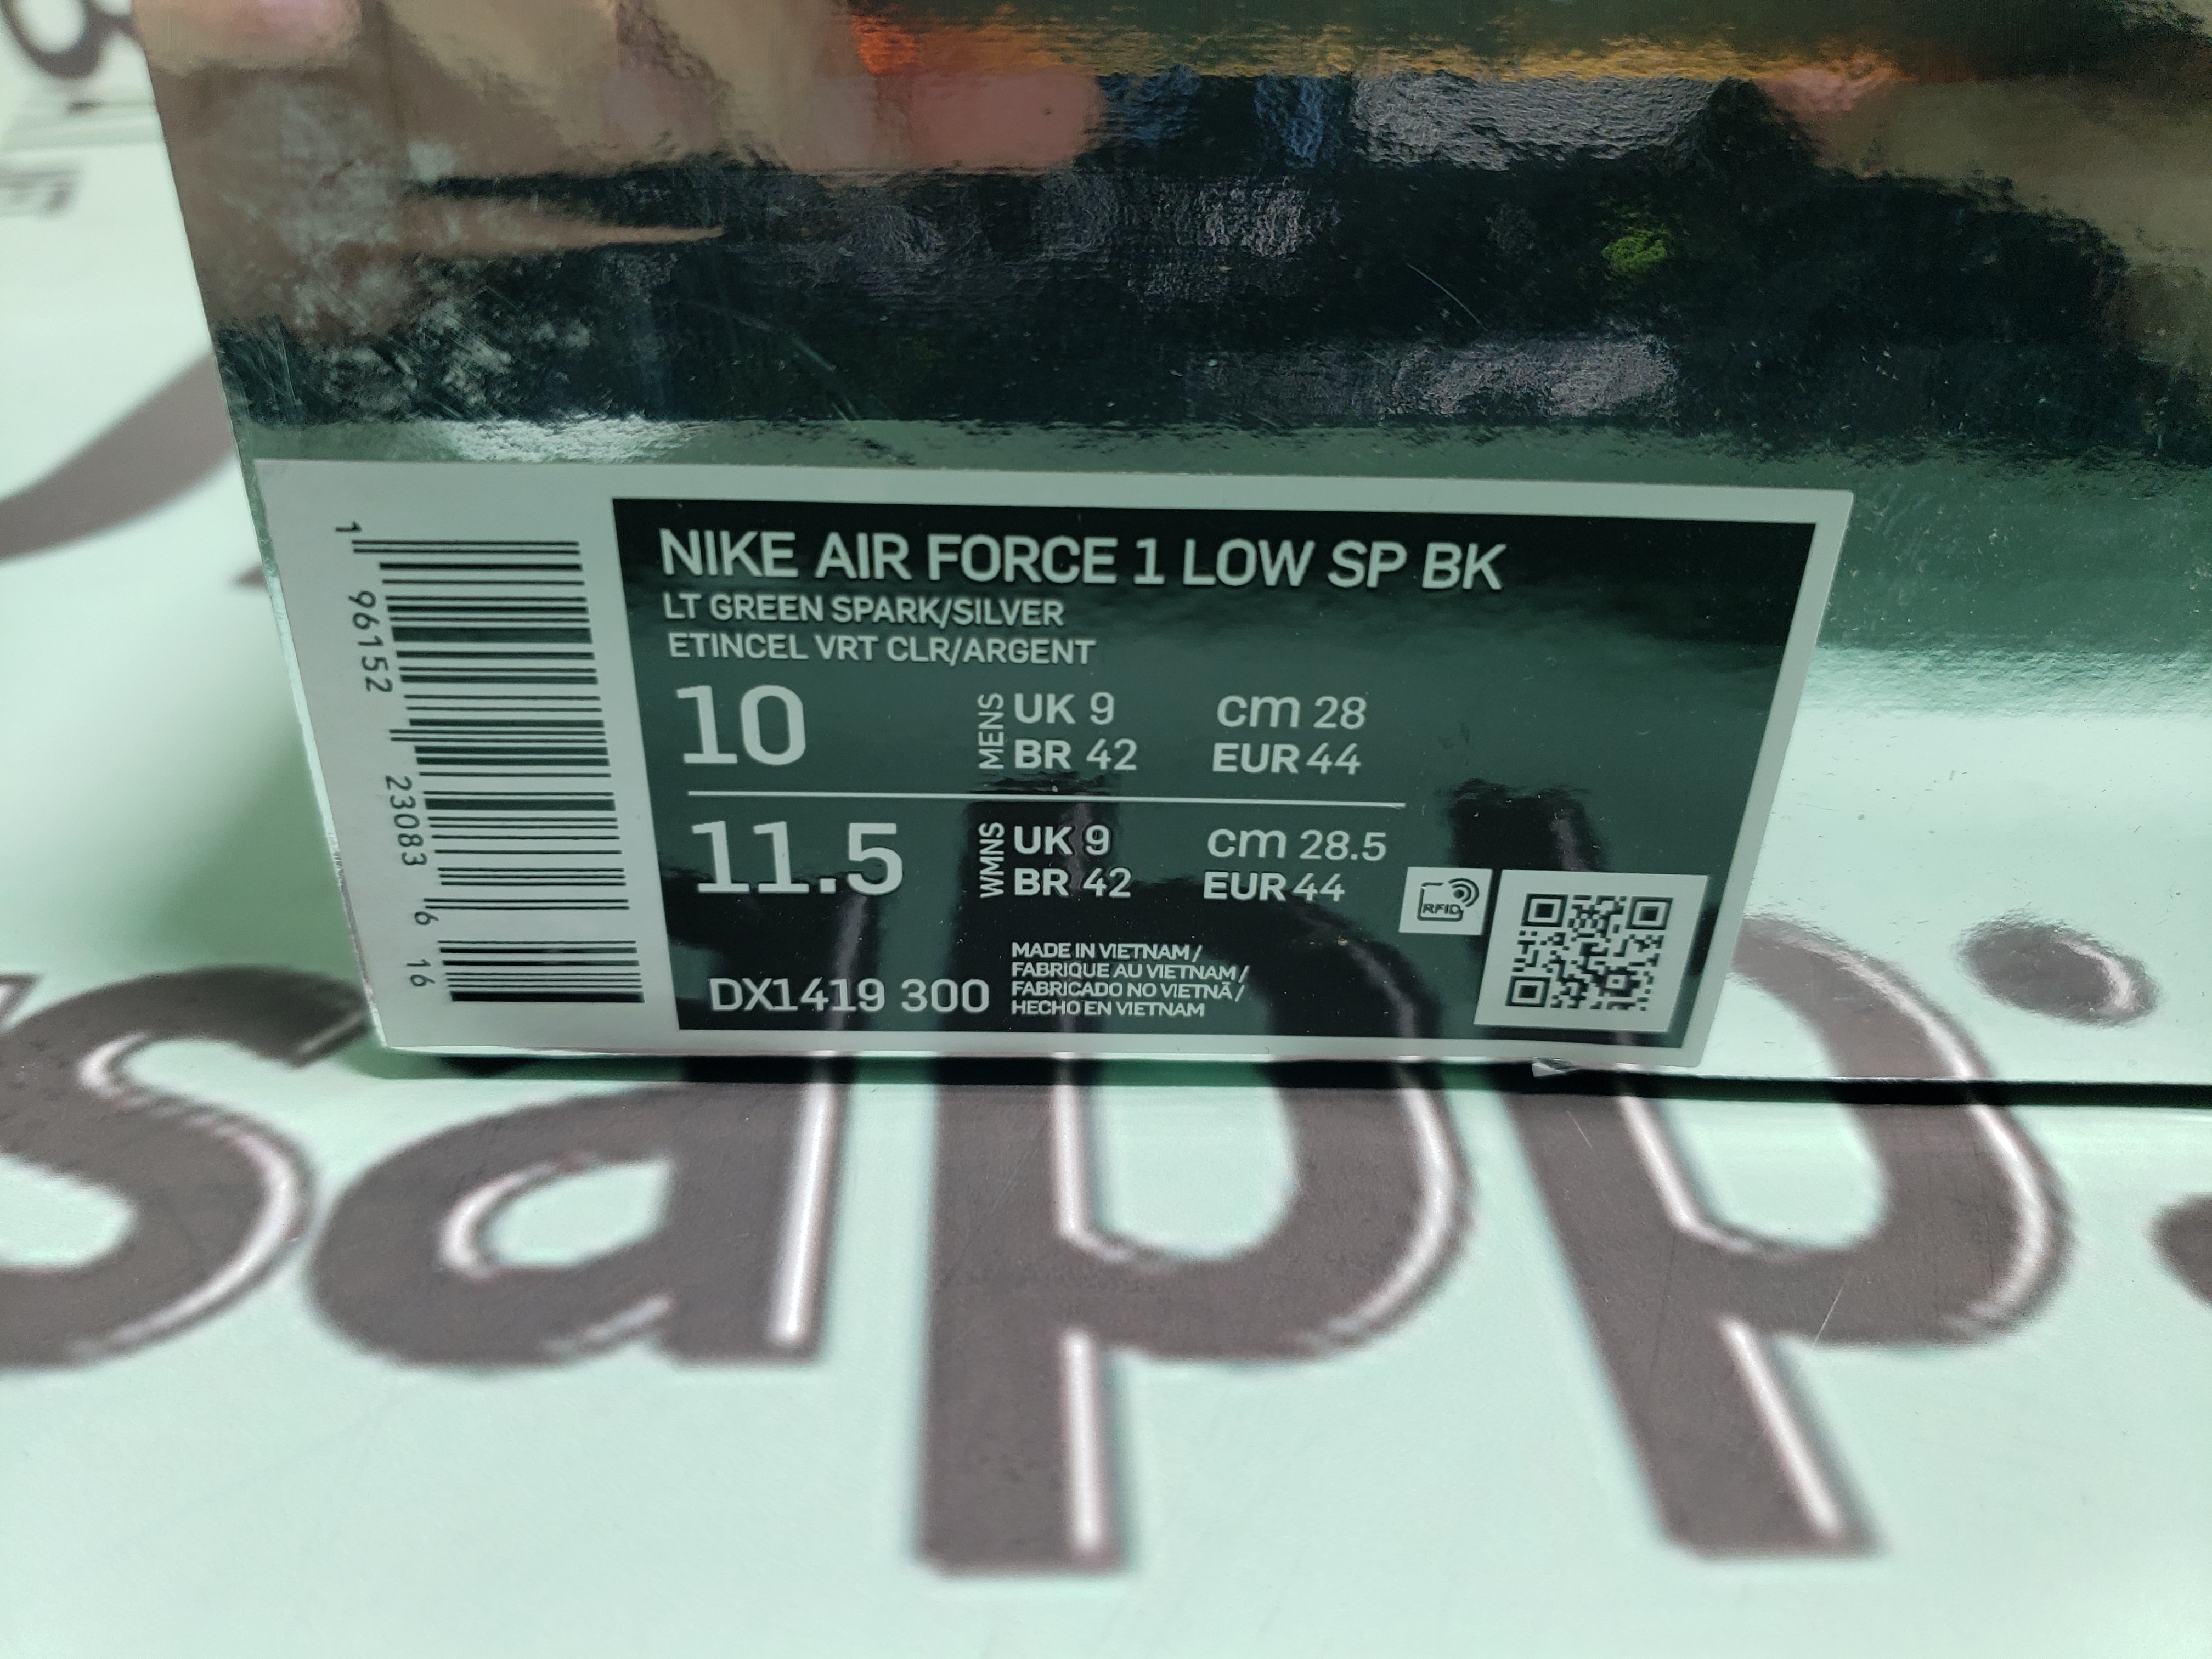 NIKE AIR FORCE 1 LOW SP BK
LT GREEN SPARK/SILVER
ETINCEL VRT CLR/ARGENT
10 MENS UK 9 cm 28
BR 42 EUR 44
11.5 WMNS UK 9 cm 28.5
BR 42 EUR 44
RFID
DX1419 300
MADE IN VIETNAM/
FABRIQUE AU VIETNAM/
FABRICADO NO VIETNÃ/
HECHO EN VIETNAM
1 96152 23083 6 16
sapp: